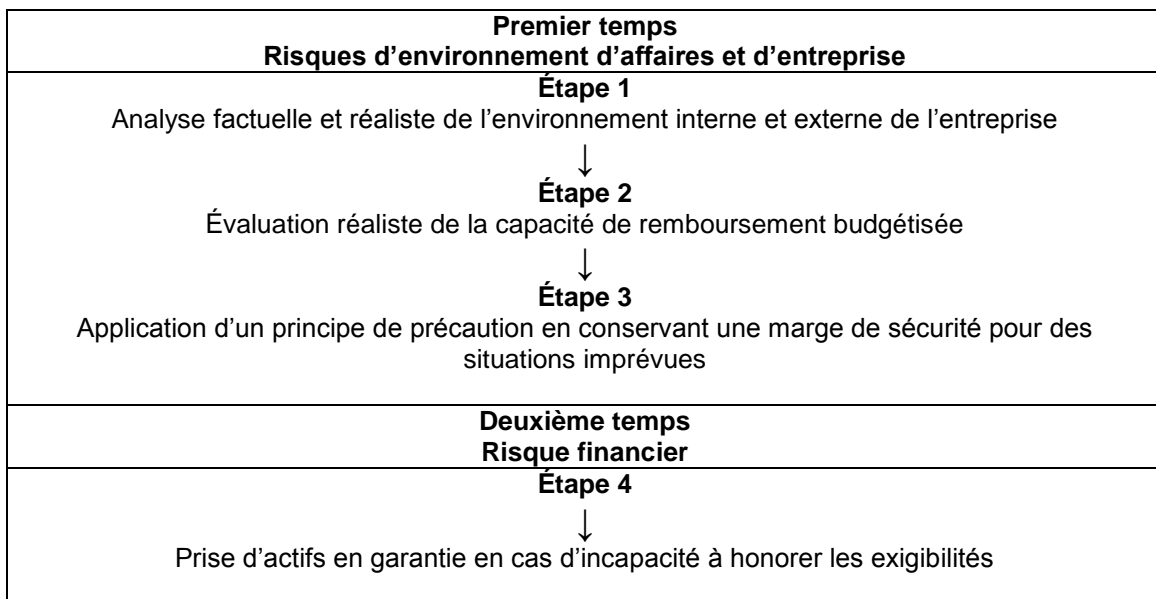 Premier temps
Risques d’environnement d’affaires et d’entreprise
Étape 1
Analyse factuelle et réaliste de l’environnement interne et externe de l’entreprise
↓
Étape 2
Évaluation réaliste de la capacité de remboursement budgétisée
↓
Étape 3
Application d’un principe de précaution en conservant une marge de sécurité pour des
situations imprévues
Deuxième temps
Risque financier
Étape 4
↓
Prise d’actifs en garantie en cas d’incapacité à honorer les exigibilités